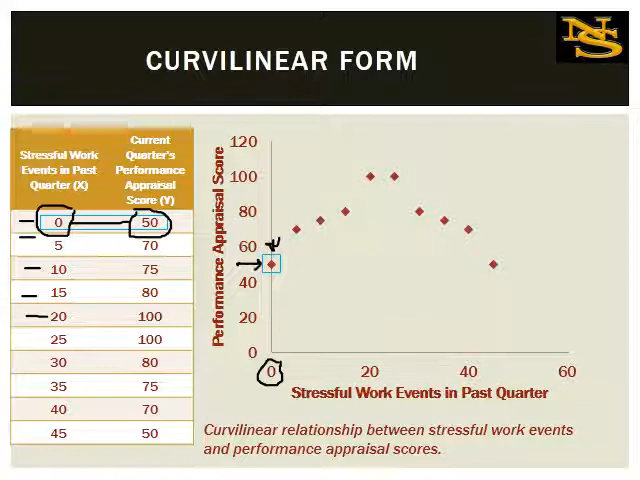 CURVILINEAR FORM
NS
Stressful Work
Events in Past
Quarter (X)
Current
Quarter's
Performance
Appraisal
Score (Y)
0 50
5 70
10 75
15 80
20 100
25 100
30 80
35 75
40 70
45 50
Performance Appraisal Score
120
100
80
60
40
20
0
0 20 40 60
Stressful Work Events in Past Quarter
Curvilinear relationship between stressful work events
and performance appraisal scores.